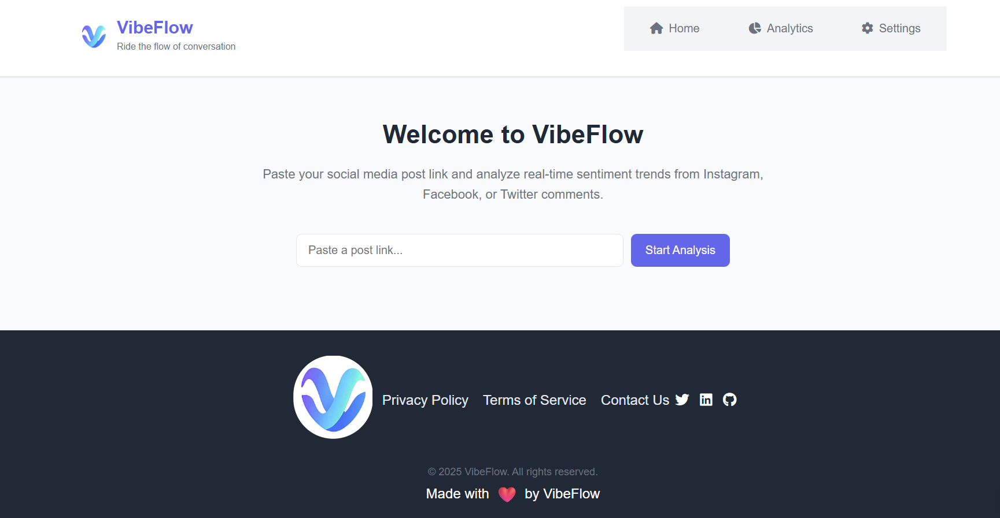 VibeFlow
Ride the flow of conversation
Home
Analytics
Settings
Welcome to VibeFlow
Paste your social media post link and analyze real-time sentiment trends from Instagram,
Facebook, or Twitter comments.
Paste a post link...
Start Analysis
Privacy Policy
Terms of Service
Contact Us
© 2025 VibeFlow. All rights reserved.
Made with ❤️ by VibeFlow